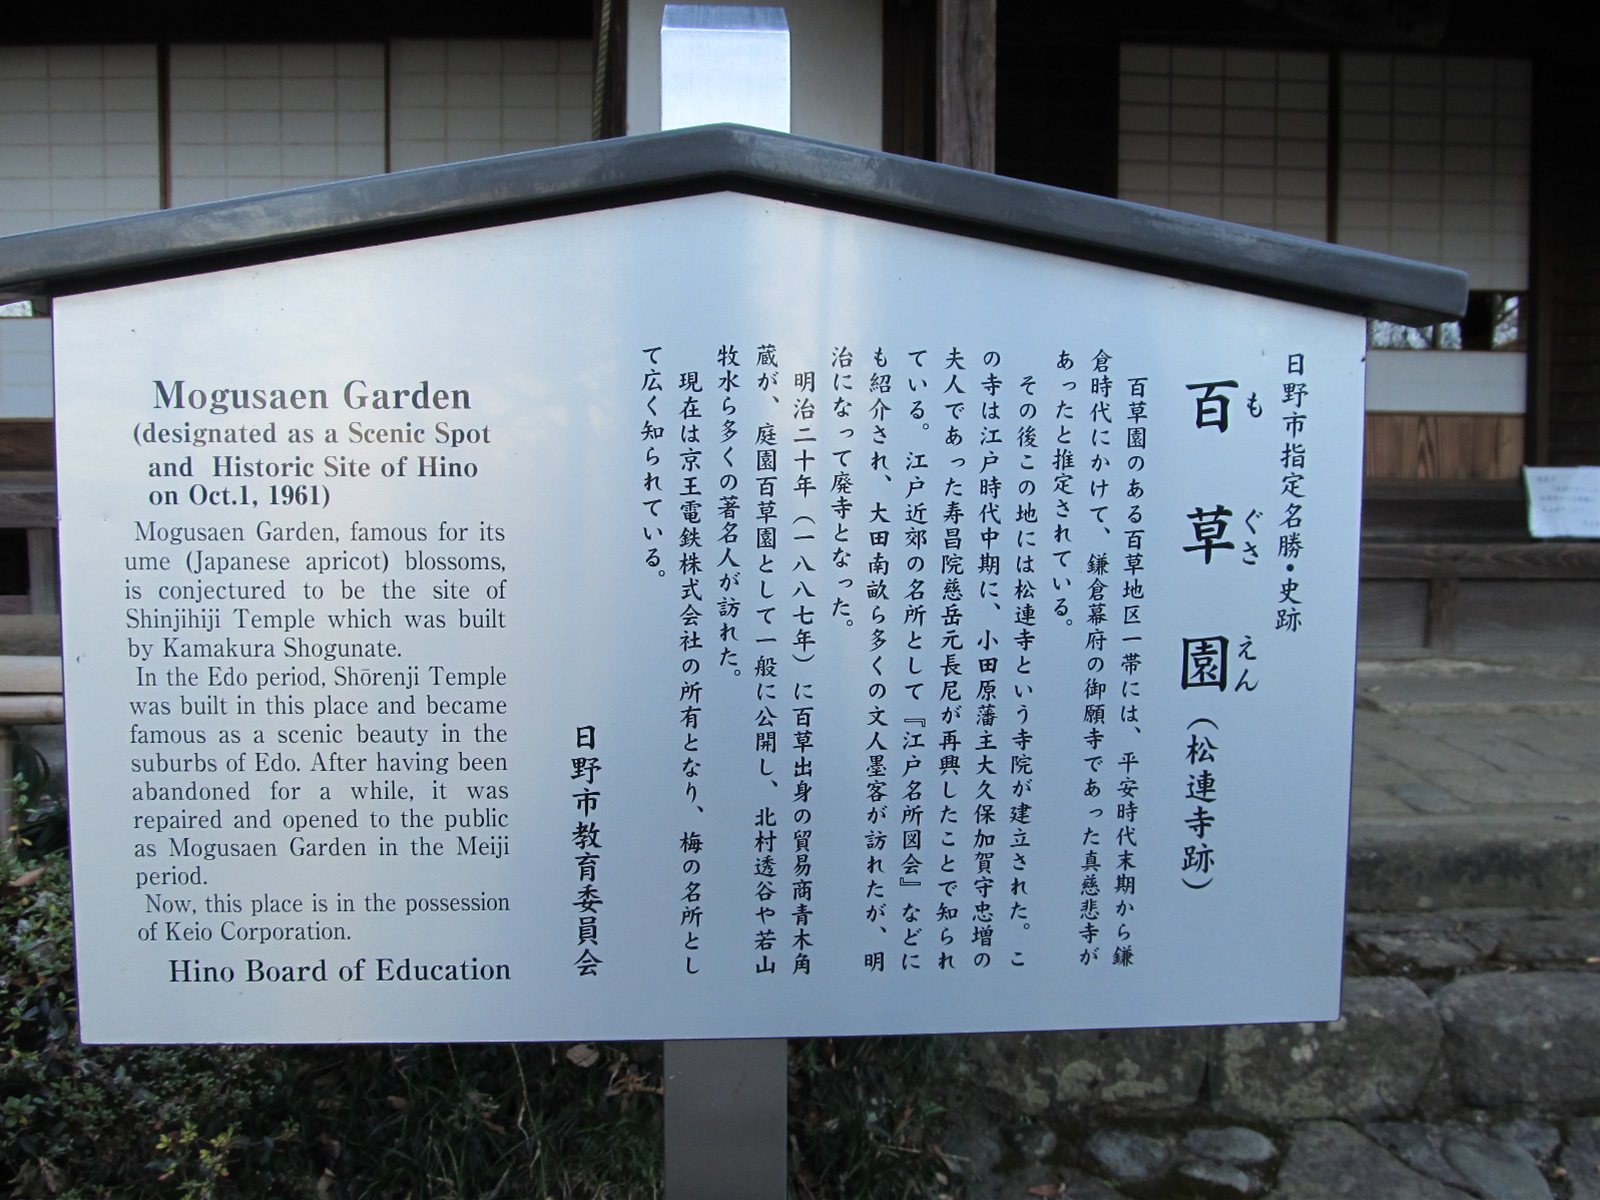 日野市指定名勝・史跡
百草園(松連寺跡)
も ぐさ えん
百草園のある百草地区一帯には、平安時代末期から鎌
倉時代にかけて、鎌倉幕府の御願寺であった真慈悲寺が
あったと推定されている。
その後この地には松連寺という寺院が建立された。こ
の寺は江戸時代中期に、小田原藩主大久保加賀守忠増の
夫人であった寿昌院慈岳元長尼が再興したことで知られ
ている。江戸近郊の名所として『江戸名所図会』などに
も紹介され、大田南畝ら多くの文人墨客が訪れたが、明
治になって廃寺となった。
明治二十年(一八八七年)に百草出身の貿易商青木角
蔵が、庭園百草園として一般に公開し、北村透谷や若山
牧水ら多くの著名人が訪れた。
現在は京王電鉄株式会社の所有となり、梅の名所とし
て広く知られている。
日野市教育委員会
Mogusaen Garden
(designated as a Scenic Spot
and Historic Site of Hino
on Oct.1, 1961)
Mogusaen Garden, famous for its
ume (Japanese apricot) blossoms,
is conjectured to be the site of
Shinjihiji Temple which was built
by Kamakura Shogunate.
In the Edo period, Shōrenji Temple
was built in this place and became
famous as a scenic beauty in the
suburbs of Edo. After having been
abandoned for a while, it was
repaired and opened to the public
as Mogusaen Garden in the Meiji
period.
Now, this place is in the possession
of Keio Corporation.
Hino Board of Education